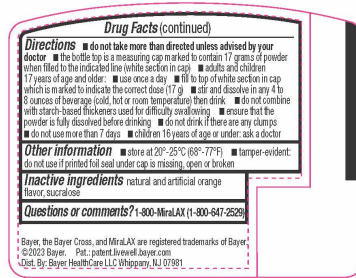 Drug Facts (continued)
Directions ■ do not take more than directed unless advised by your
doctor ■ the bottle top is a measuring cap marked to contain 17 grams of powder
when filled to the indicated line (white section in cap) ■ adults and children
17 years of age and older: ■ use once a day ■ fill to top of white section in cap
which is marked to indicate the correct dose (17 g) ■ stir and dissolve in any 4 to
8 ounces of beverage (cold, hot or room temperature) then drink ■ do not combine
with starch-based thickeners used for difficulty swallowing ■ ensure that the
powder is fully dissolved before drinking ■ do not drink if there are any clumps
■ do not use more than 7 days ■ children 16 years of age or under: ask a doctor
Other information ■ store at 20°-25°C (68°-77°F) ■ tamper-evident:
do not use if printed foil seal under cap is missing, open or broken
Inactive ingredients natural and artificial orange
flavor, sucralose
Questions or comments? 1-800-MiraLAX (1-800-647-2529)
Bayer, the Bayer Cross, and MiraLAX are registered trademarks of Bayer.
©2023 Bayer. Pat.: patent.livewell.bayer.com
Dist. By: Bayer HealthCare LLC Whippany, NJ 07981